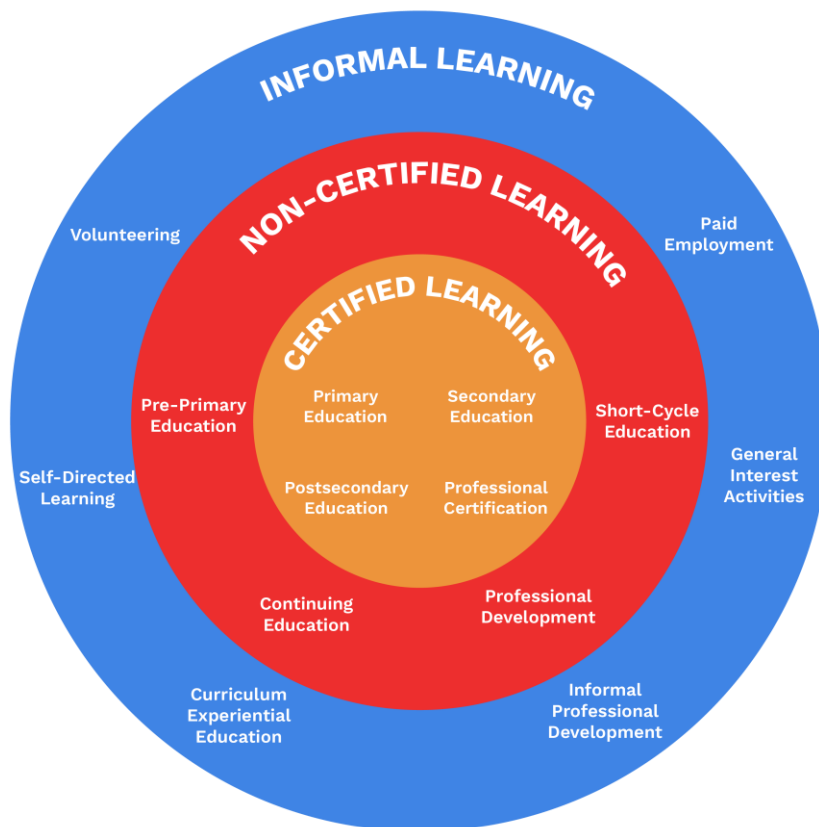 INFORMAL LEARNING
NON-CERTIFIED LEARNING
CERTIFIED LEARNING
Volunteering
Paid
Employment
Pre-Primary
Education
Primary
Education
Secondary
Education
Short-Cycle
Education
Self-Directed
Learning
General
Interest
Activities
Postsecondary
Education
Professional
Certification
Continuing
Education
Professional
Development
Curriculum
Experiential
Education
Informal
Professional
Development